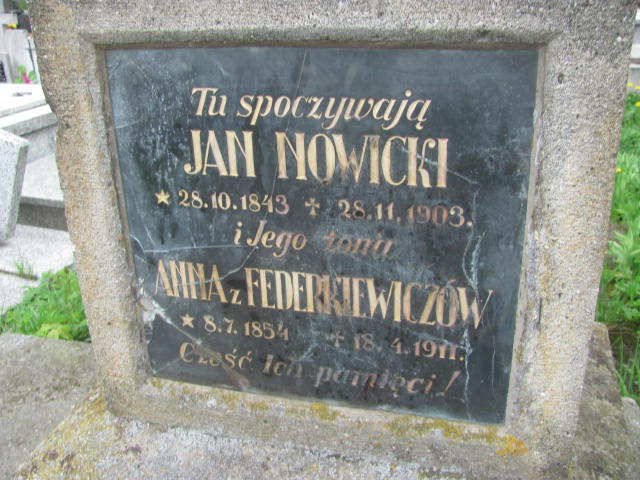 Tu spoczywają
JAN NOWICKI
★ 28.10.1843 ✝ 28.11.1903.
i Jego żona
ANNA z FEDERKIEWICZÓW
★ 8.7.1854 ✝ 18.4.1911.
Cześć Ich pamięci!